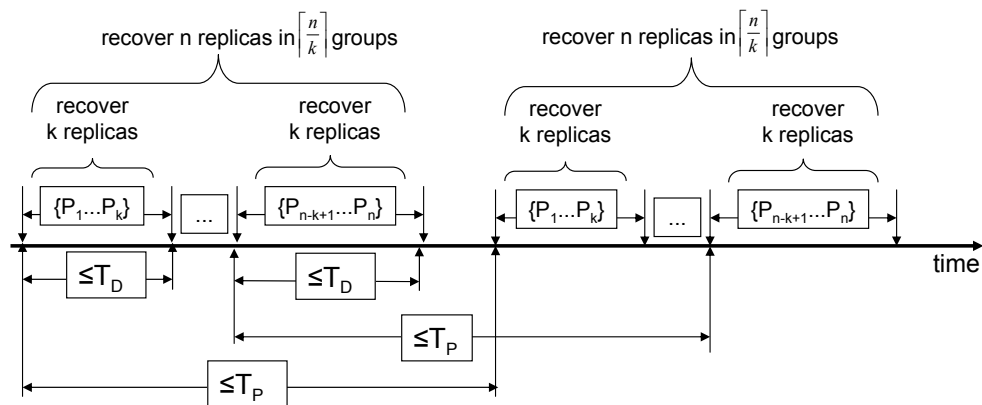 recover n replicas in ⌈n/k⌉ groups
recover n replicas in ⌈n/k⌉ groups
recover
k replicas
recover
k replicas
recover
k replicas
recover
k replicas
{P1...Pk}
...
{Pn-k+1...Pn}
{P1...Pk}
...
{Pn-k+1...Pn}
time
≤TD
≤TD
≤TP
≤TP